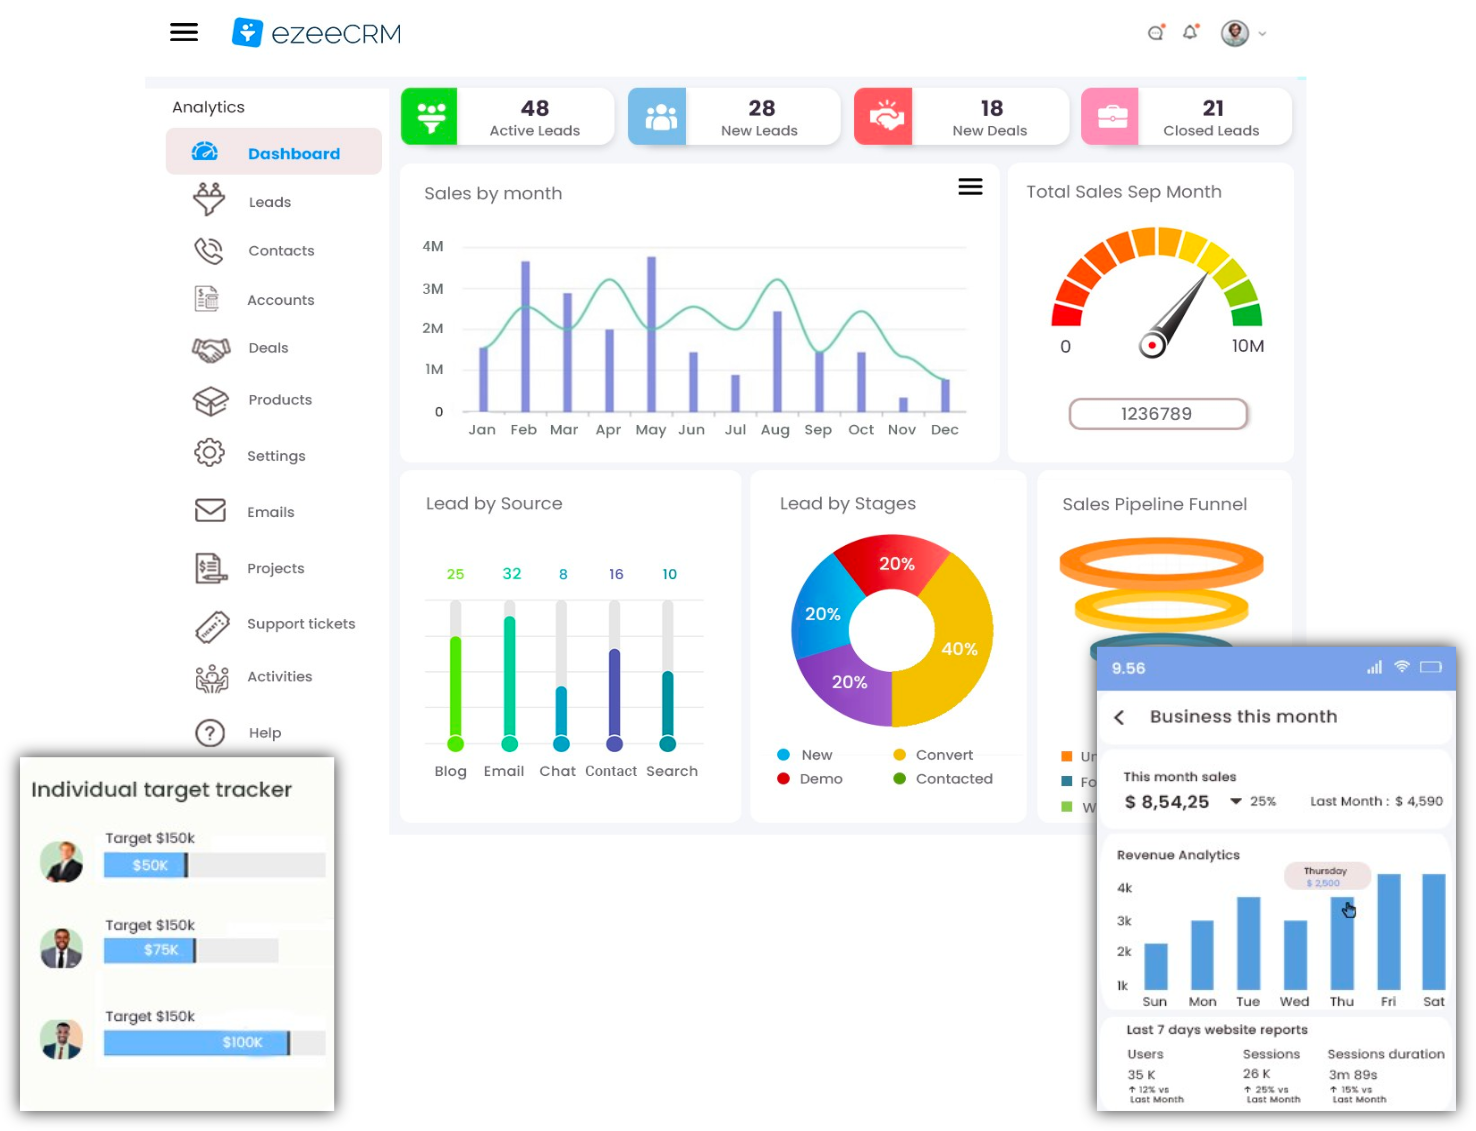 ezeeCRM
Analytics
Dashboard
Leads
Contacts
Accounts
Deals
Products
Settings
Emails
Projects
Support tickets
Activities
Help
48
Active Leads
28
New Leads
18
New Deals
21
Closed Leads
Sales by month
4M
3M
2M
1M
0
Jan Feb Mar Apr May Jun Jul Aug Sep Oct Nov Dec
Total Sales Sep Month
0 10M
1236789
Lead by Source
25 32 8 16 10
Blog Email Chat Contact Search
Lead by Stages
20%
20%
40%
20%
New Convert
Demo Contacted
Sales Pipeline Funnel
Un
Fo
W
Individual target tracker
Target $150k
$50K
Target $150k
$75K
Target $150k
$100K
9.56
Business this month
This month sales
$ 8,54,25 25% Last Month : $ 4,590
Revenue Analytics
Thursday
$ 2,500
4k
3k
2k
1k
Sun Mon Tue Wed Thu Fri Sat
Last 7 days website reports
Users Sessions Sessions duration
35 K 26 K 3m 89s
↑ 12% vs ↑ 25% vs ↑ 15% vs
Last Month Last Month Last Month